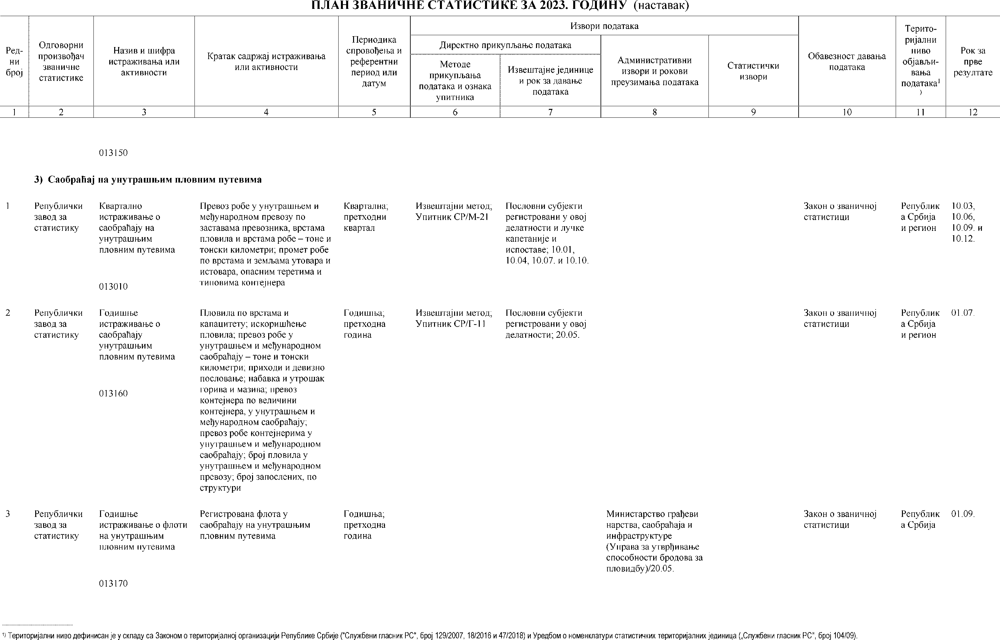 ПЛАН ЗВАНИЧНЕ СТАТИСТИКЕ ЗА 2023. ГОДИНУ (наставак)
Ред-
ни
број
Одговорни
произвођач
званичне
статистике
Назив и шифра
истраживања или
активности
Кратак садржај истраживања
или активности
Периодика
спровођења и
референтни
период или
датум
Извори података
Директно прикупљање података
Методе
прикупљања
података и ознака
упитника
Извештајне јединице
и рок за давање
података
Административни
извори и рокови
преузимања података
Статистички
извори
Обавезност давања
података
Терито-
ријални
ниво
објављи-
вања
података¹
)
Рок за
прве
резултате
1 2 3 4 5 6 7 8 9 10 11 12
013150
3) Саобраћај на унутрашњим пловним путевима
1
Републички
завод за
статистику
Квартално
истраживање о
саобраћају на
унутрашњим
пловним путевима
013010
Превоз робе у унутрашњем и
међународном превозу по
заставама превозника, врстама
пловила и врстама робе – тоне и
тонски километри; промет робе
по врстама и земљама утовара и
истовара, опасним теретима и
типовима контејнера
Квартална;
претходни
квартал
Извештајни метод;
Упитник СР/М-21
Пословни субјекти
регистровани у овој
делатности и лучке
капетаније и
испоставе; 10.01,
10.04, 10.07. и 10.10.
Закон о званичној
статистици
Републик
а Србија
и регион
10.03,
10.06,
10.09. и
10.12.
2
Републички
завод за
статистику
Годишње
истраживање о
саобраћају
унутрашњим
пловним путевима
013160
Пловила по врстама и
капацитету; искоришћење
пловила; превоз робе у
унутрашњем и међународном
саобраћају – тоне и тонски
километри; приходи и девизно
пословање; набавка и утрошак
горива и мазива; превоз
контејнера по величини
контејнера, у унутрашњем и
међународном саобраћају;
превоз робе контејнерима у
унутрашњем и међународном
саобраћају; број пловила у
унутрашњем и међународном
превозу; број запослених, по
структури
Годишња;
претходна
година
Извештајни метод;
Упитник СР/Г-11
Пословни субјекти
регистровани у овој
делатности; 20.05.
Закон о званичној
статистици
Републик
а Србија
и регион
01.07.
3
Републички
завод за
статистику
Годишње
истраживање о флоти
на унутрашњим
пловним путевима
013170
Регистрована флота у
саобраћају на унутрашњим
пловним путевима
Годишња;
претходна
година
Министарство грађеви
нарства, саобраћаја и
инфраструктуре
(Управа за утврђивање
способности бродова за
пловидбу)/20.05.
Закон о званичној
статистици
Републик
а Србија
01.09.
¹⁾ Територијални ниво дефинисан је у складу са Законом о територијалној организацији Републике Србије ("Службени гласник РС", број 129/2007, 18/2016 и 47/2018) и Уредбом о номенклатури статистичких територијалних јединица („Службени гласник РС", број 104/09).